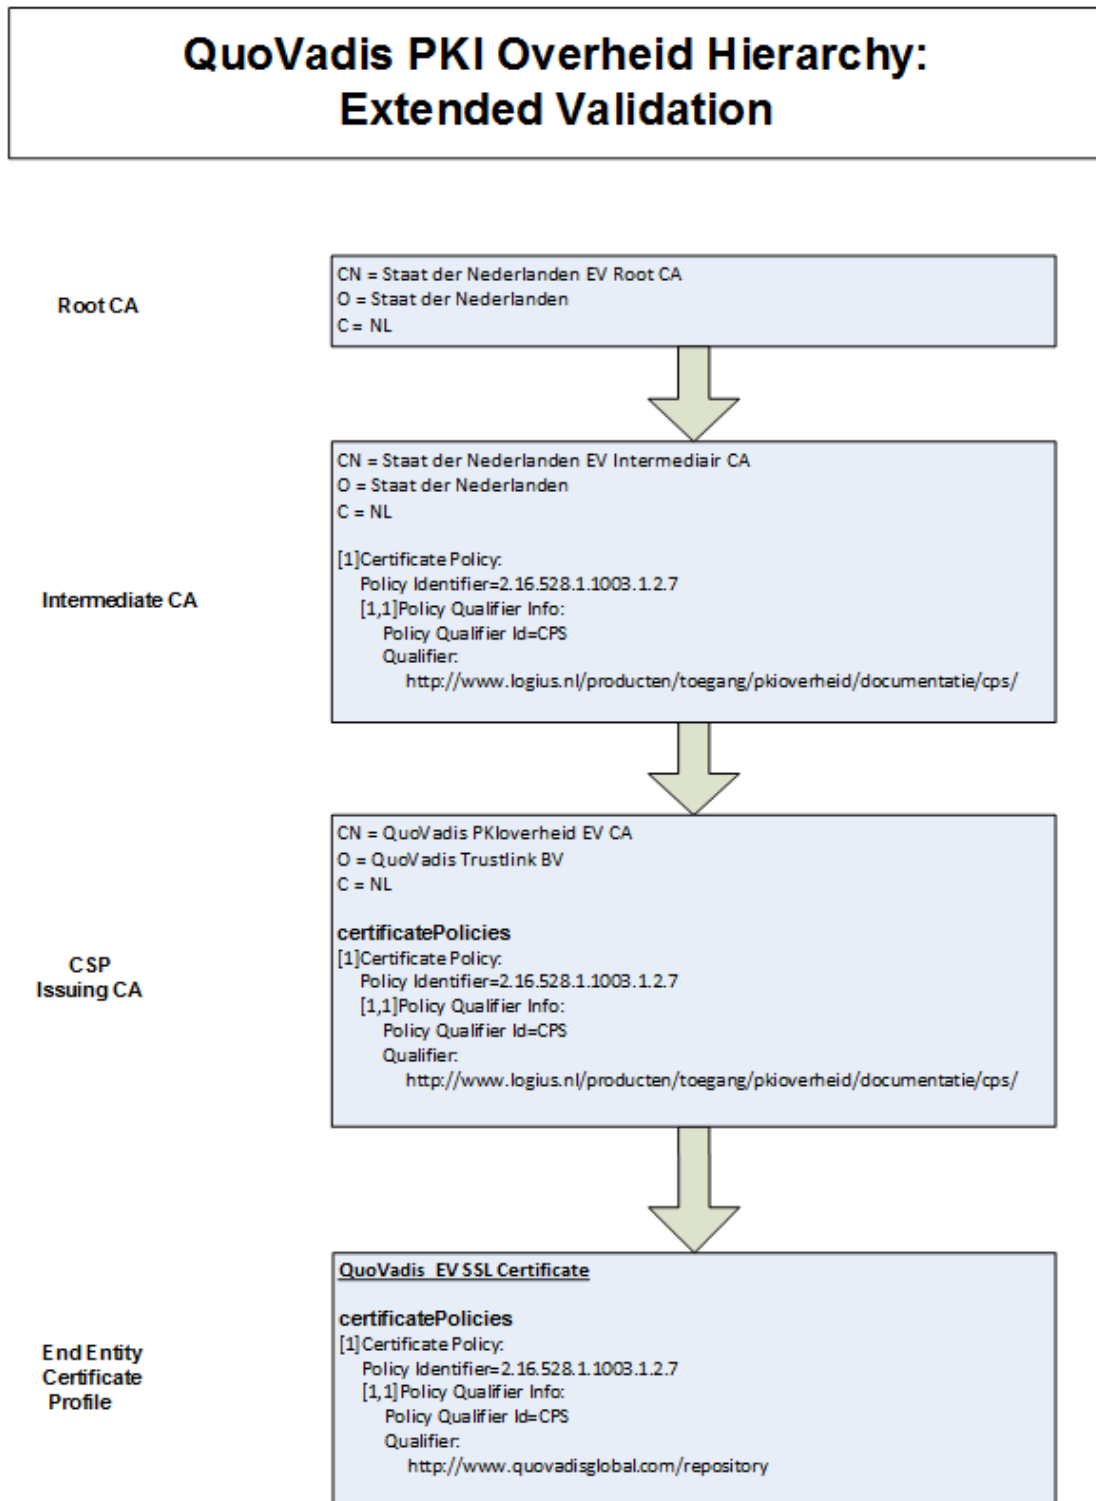 QuoVadis PKI Overheid Hierarchy:
Extended Validation
Root CA
CN = Staat der Nederlanden EV Root CA
O = Staat der Nederlanden
C = NL
Intermediate CA
CN = Staat der Nederlanden EV Intermediair CA
O = Staat der Nederlanden
C = NL
[1]Certificate Policy:
Policy Identifier=2.16.528.1.1003.1.2.7
[1,1]Policy Qualifier Info:
Policy Qualifier Id=CPS
Qualifier:
http://www.logius.nl/producten/toegang/pkioverheid/documentatie/cps/
CSP
Issuing CA
CN = QuoVadis PKIoverheid EV CA
O = QuoVadis Trustlink BV
C = NL
certificatePolicies
[1]Certificate Policy:
Policy Identifier=2.16.528.1.1003.1.2.7
[1,1]Policy Qualifier Info:
Policy Qualifier Id=CPS
Qualifier:
http://www.logius.nl/producten/toegang/pkioverheid/documentatie/cps/
End Entity
Certificate
Profile
QuoVadis EV SSL Certificate
certificatePolicies
[1]Certificate Policy:
Policy Identifier=2.16.528.1.1003.1.2.7
[1,1]Policy Qualifier Info:
Policy Qualifier Id=CPS
Qualifier:
http://www.quovadisglobal.com/repository